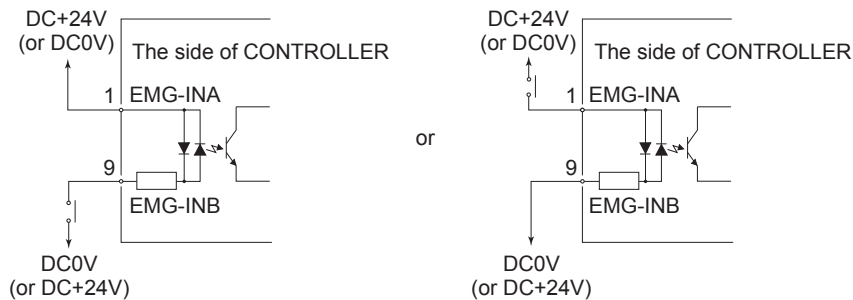 DC+24V
(or DC0V)
The side of CONTROLLER
1 EMG-INA
9
EMG-INB
DC0V
(or DC+24V)
or
DC+24V
(or DC0V)
The side of CONTROLLER
1 EMG-INA
9
EMG-INB
DC0V
(or DC+24V)